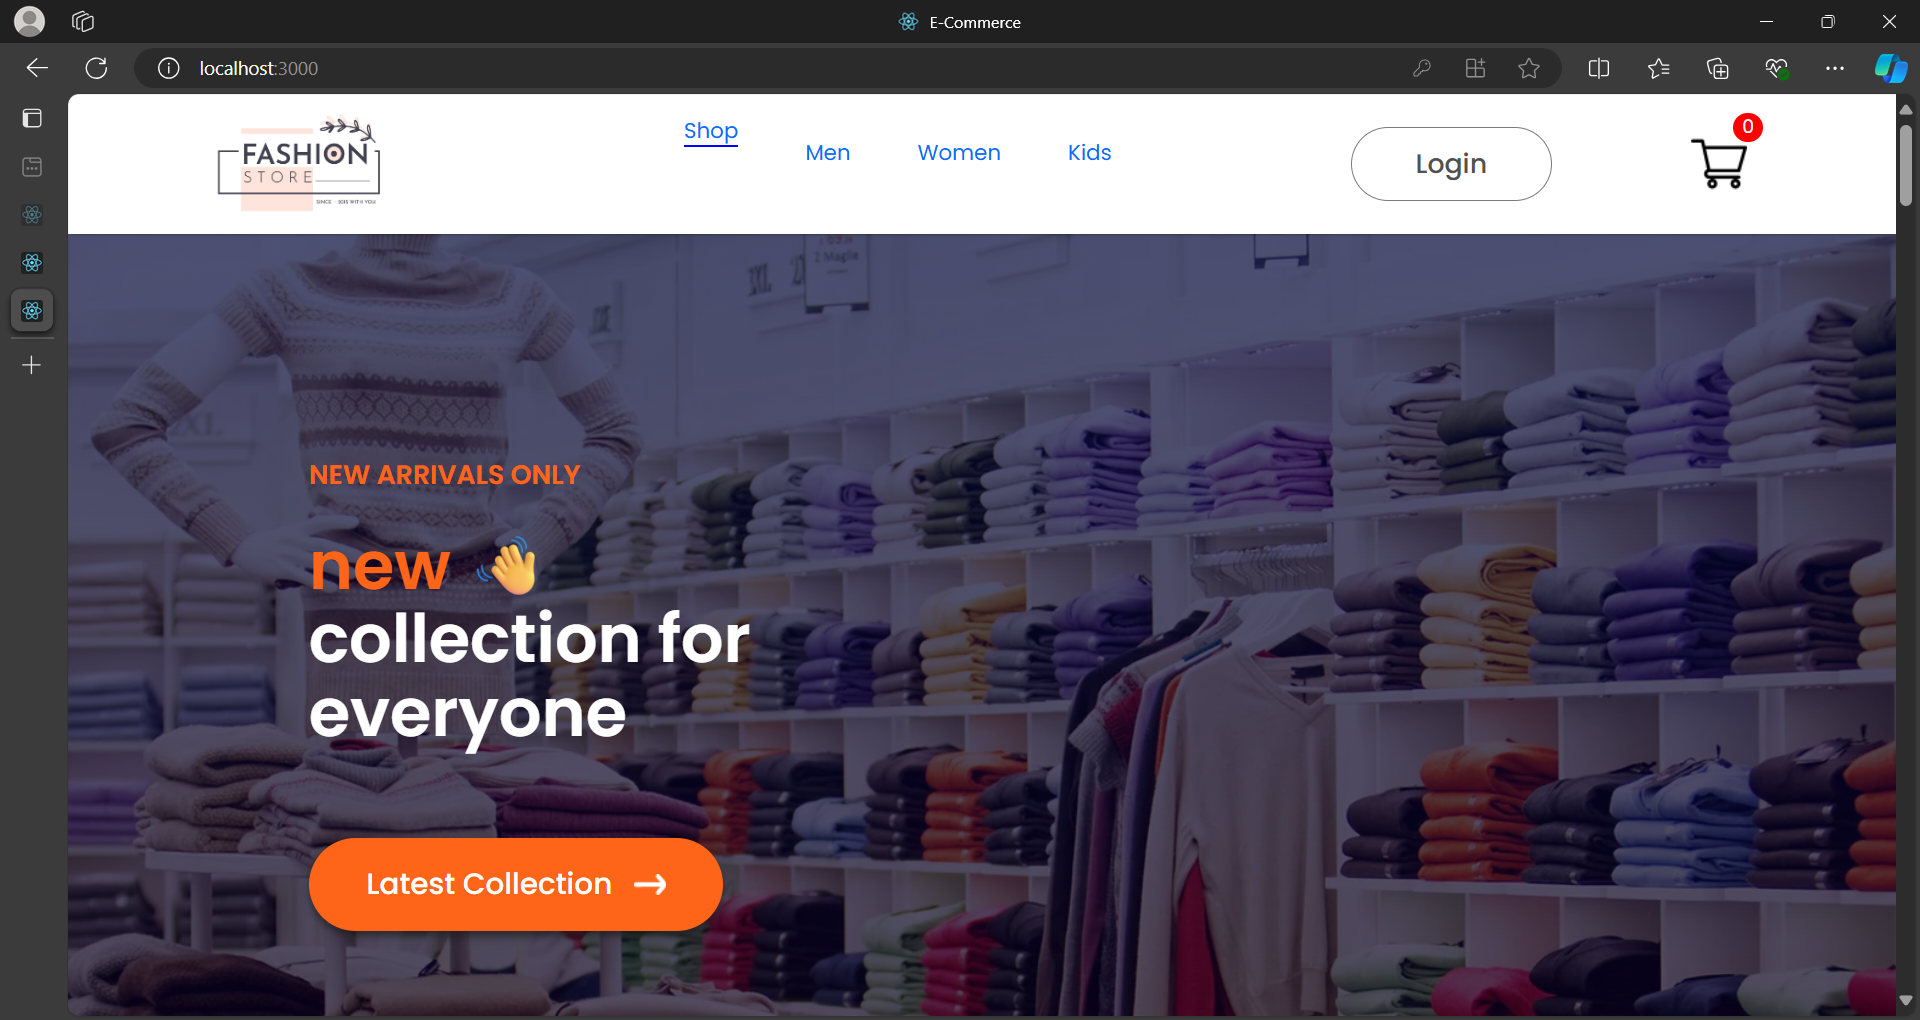 E-Commerce
localhost:3000
FASHION
STORE
SINCE - 2015 WITH YOU
Shop
Men
Women
Kids
Login
0
NEW ARRIVALS ONLY
new 👋
collection for
everyone
Latest Collection →